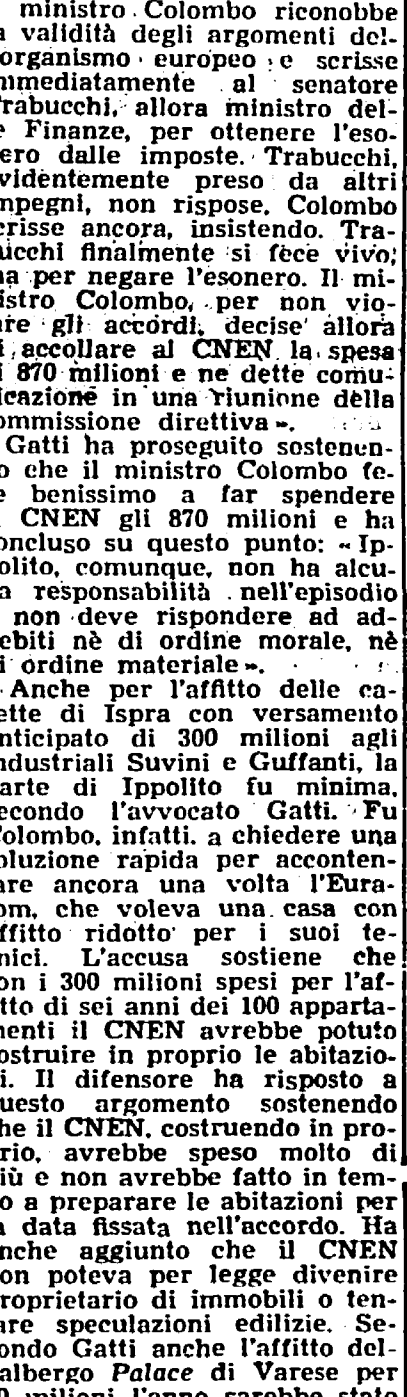 ministro Colombo riconobbe
a validità degli argomenti del-
organismo europeo e scrisse
mmediatamente al senatore
rabucchi, allora ministro del-
e Finanze, per ottenere l'eso-
ero dalle imposte. Trabucchi,
videntemente preso da altri
mpegni, non rispose. Colombo
crisse ancora, insistendo. Tra-
ucchi finalmente si fece vivo,
na per negare l'esonero. Il mi-
istro Colombo, per non vio-
are gli accordi, decise allora
i accollare al CNEN la spesa
i 870 milioni e ne dette comu-
icazione in una riunione della
ommissione direttiva ».
Gatti ha proseguito sostenen-
o che il ministro Colombo fe-
e benissimo a far spendere
l CNEN gli 870 milioni e ha
oncluso su questo punto: « Ip-
olito, comunque, non ha alcu-
a responsabilità nell'episodio
non deve rispondere ad ad-
ebiti nè di ordine morale, nè
i ordine materiale ».
Anche per l'affitto delle ca-
ette di Ispra con versamento
nticipato di 300 milioni agli
ndustriali Suvini e Guffanti, la
arte di Ippolito fu minima,
econdo l'avvocato Gatti. Fu
Colombo, infatti, a chiedere una
oluzione rapida per acconten-
are ancora una volta l'Eura-
om, che voleva una casa con
ffitto ridotto per i suoi te-
nici. L'accusa sostiene che
on i 300 milioni spesi per l'af-
tto di sei anni dei 100 apparta-
nenti il CNEN avrebbe potuto
ostruire in proprio le abitazio-
i. Il difensore ha risposto a
uesto argomento sostenendo
he il CNEN, costruendo in pro-
rio, avrebbe speso molto di
iù e non avrebbe fatto in tem-
o a preparare le abitazioni per
a data fissata nell'accordo. Ha
nche aggiunto che il CNEN
on poteva per legge divenire
roprietario di immobili o ten-
are speculazioni edilizie. Se-
ondo Gatti anche l'affitto del-
albergo Palace di Varese per
0 milioni l'anno sarebbe stato